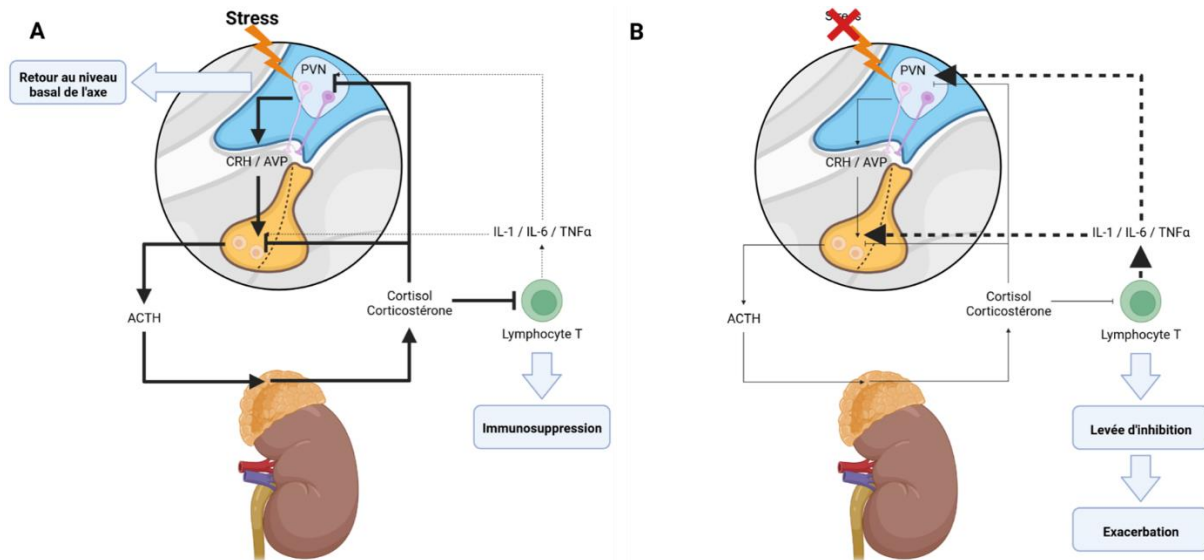 A
Stress
Retour au niveau
basal de l'axe
PVN
CRH / AVP
IL-1 / IL-6 / TNFα
ACTH
Cortisol
Corticostérone
Lymphocyte T
Immunosuppression
B
Stress
PVN
CRH / AVP
IL-1 / IL-6 / TNFα
ACTH
Cortisol
Corticostérone
Lymphocyte T
Levée d'inhibition
Exacerbation